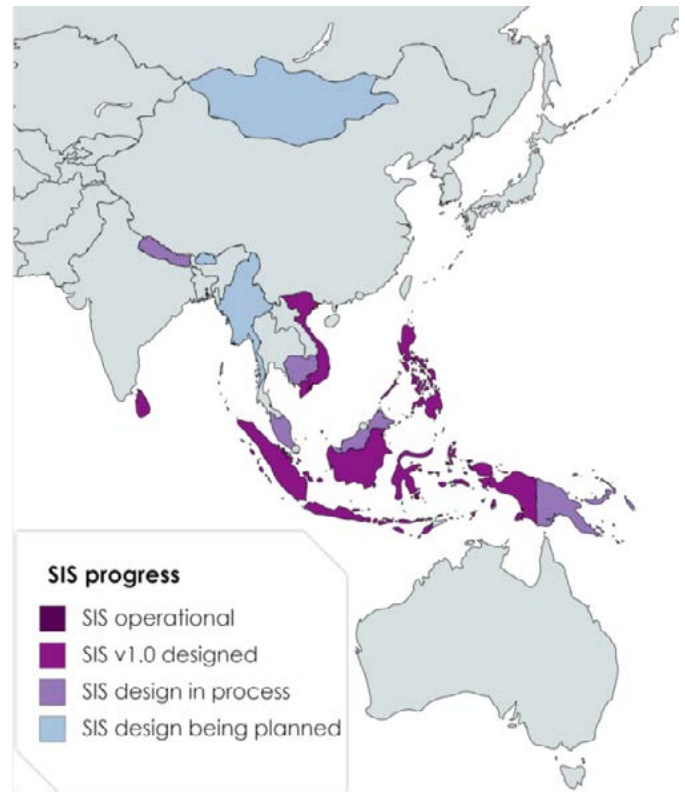 SIS progress
SIS operational
SIS v1.0 designed
SIS design in process
SIS design being planned